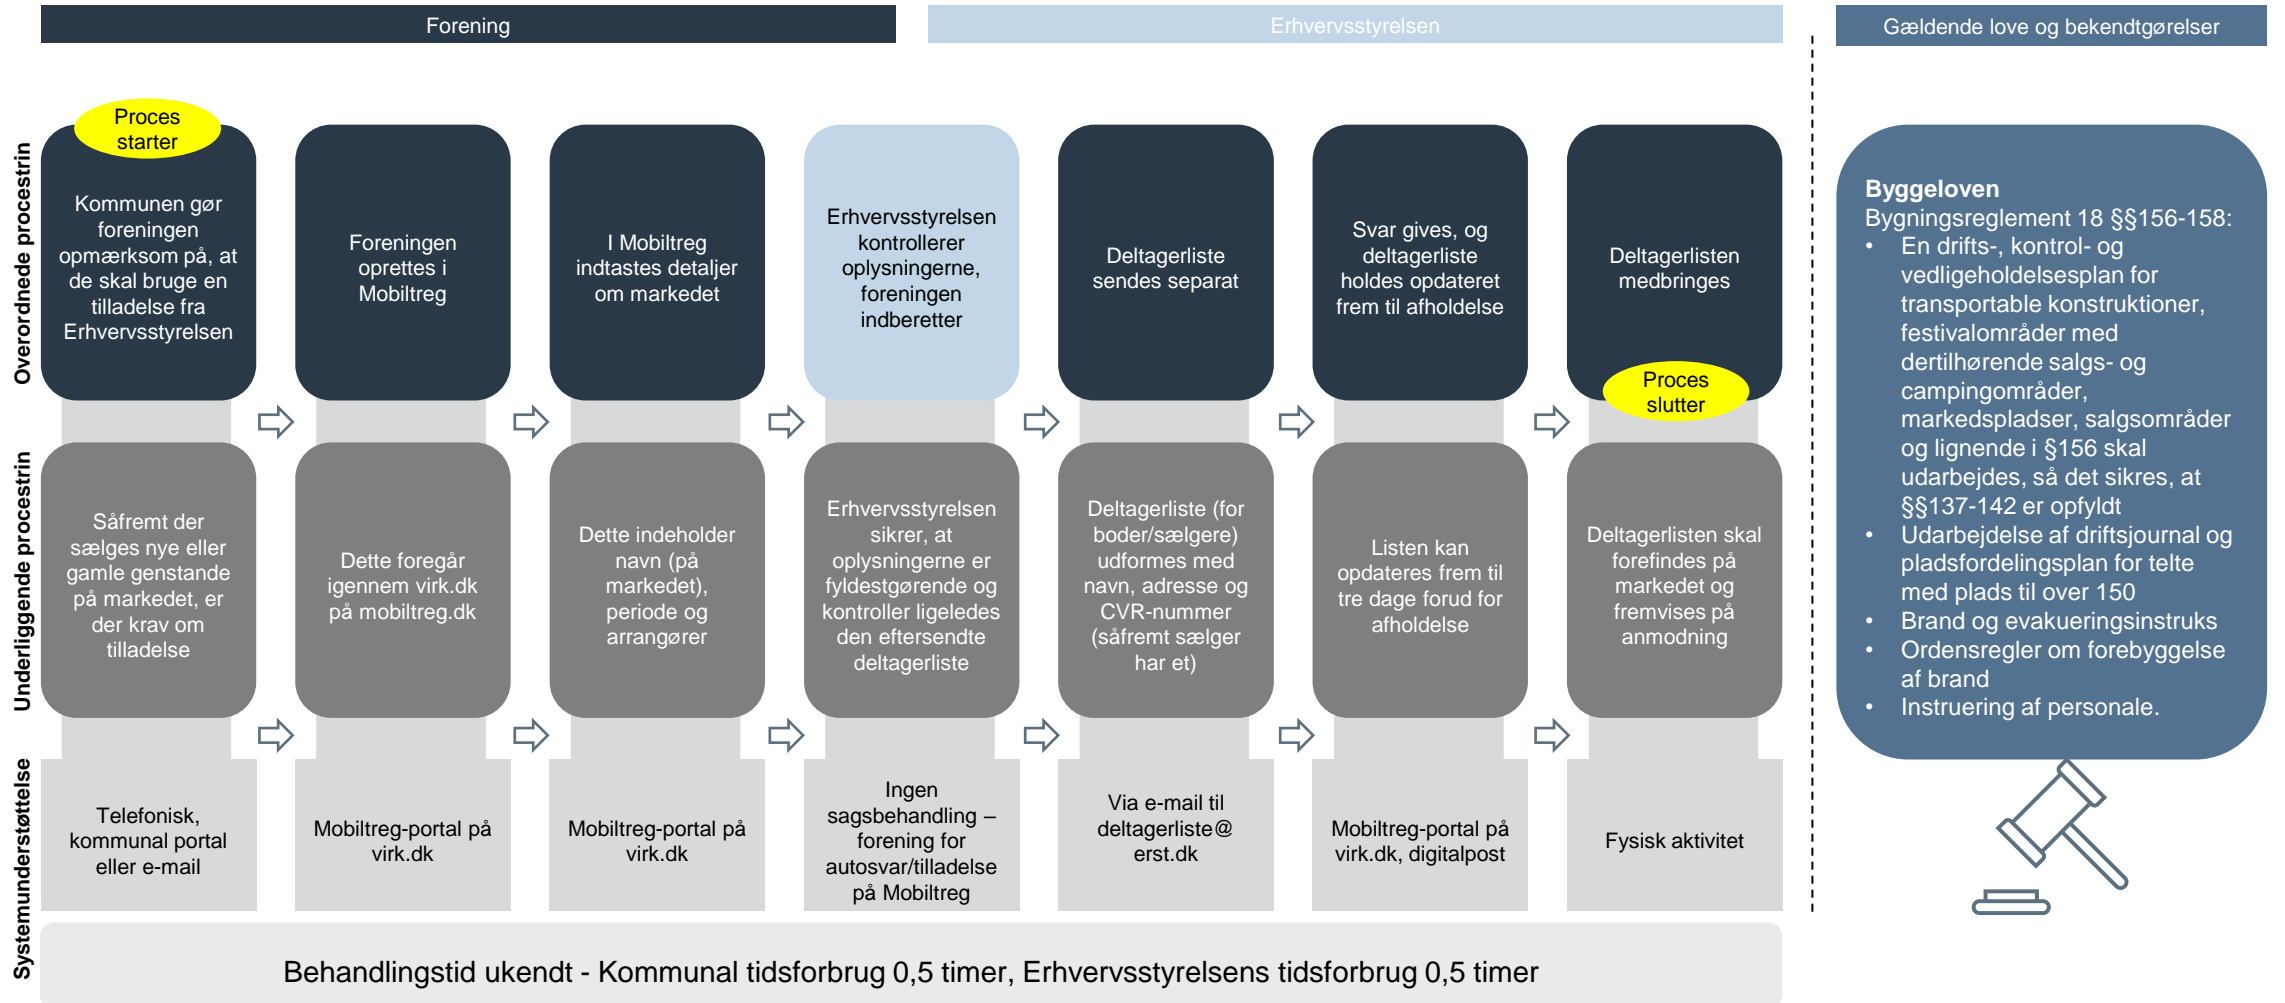 Forening
Erhvervsstyrelsen
Gældende love og bekendtgørelser
Overordnede procestrin
Proces
starter
Kommunen gør
foreningen
opmærksom på, at
de skal bruge en
tilladelse fra
Erhvervsstyrelsen
Foreningen
oprettes i
Mobiltreg
I Mobiltreg
indtastes detaljer
om markedet
Erhvervsstyrelsen
kontrollerer
oplysningerne,
foreningen
indberetter
Deltagerliste
sendes separat
Svar gives, og
deltagerliste
holdes opdateret
frem til afholdelse
Deltagerlisten
medbringes
Proces
slutter
Underliggende procestrin
Såfremt der
sælges nye eller
gamle genstande
på markedet, er
der krav om
tilladelse
Dette foregår
igennem virk.dk
på mobiltreg.dk
Dette indeholder
navn (på
markedet),
periode og
arrangører
Erhvervsstyrelsen
sikrer, at
oplysningerne er
fyldestgørende og
kontroller ligeledes
den eftersendte
deltagerliste
Deltagerliste (for
boder/sælgere)
udformes med
navn, adresse og
CVR-nummer
(såfremt sælger
har et)
Listen kan
opdateres frem til
tre dage forud for
afholdelse
Deltagerlisten skal
forefindes på
markedet og
fremvises på
anmodning
Systemunderstøttelse
Telefonisk,
kommunal portal
eller e-mail
Mobiltreg-portal på
virk.dk
Mobiltreg-portal på
virk.dk
Ingen
sagsbehandling –
forening for
autosvar/tilladelse
på Mobiltreg
Via e-mail til
deltagerliste@
erst.dk
Mobiltreg-portal på
virk.dk, digitalpost
Fysisk aktivitet
Behandlingstid ukendt - Kommunal tidsforbrug 0,5 timer, Erhvervsstyrelsens tidsforbrug 0,5 timer
Byggeloven
Bygningsreglement 18 §§156-158:
• En drifts-, kontrol- og
vedligeholdelsesplan for
transportable konstruktioner,
festivalområder med
dertilhørende salgs- og
campingområder,
markedspladser, salgsområder
og lignende i §156 skal
udarbejdes, så det sikres, at
§§137-142 er opfyldt
• Udarbejdelse af driftsjournal og
pladsfordelingsplan for telte
med plads til over 150
• Brand og evakueringsinstruks
• Ordensregler om forebyggelse
af brand
• Instruering af personale.